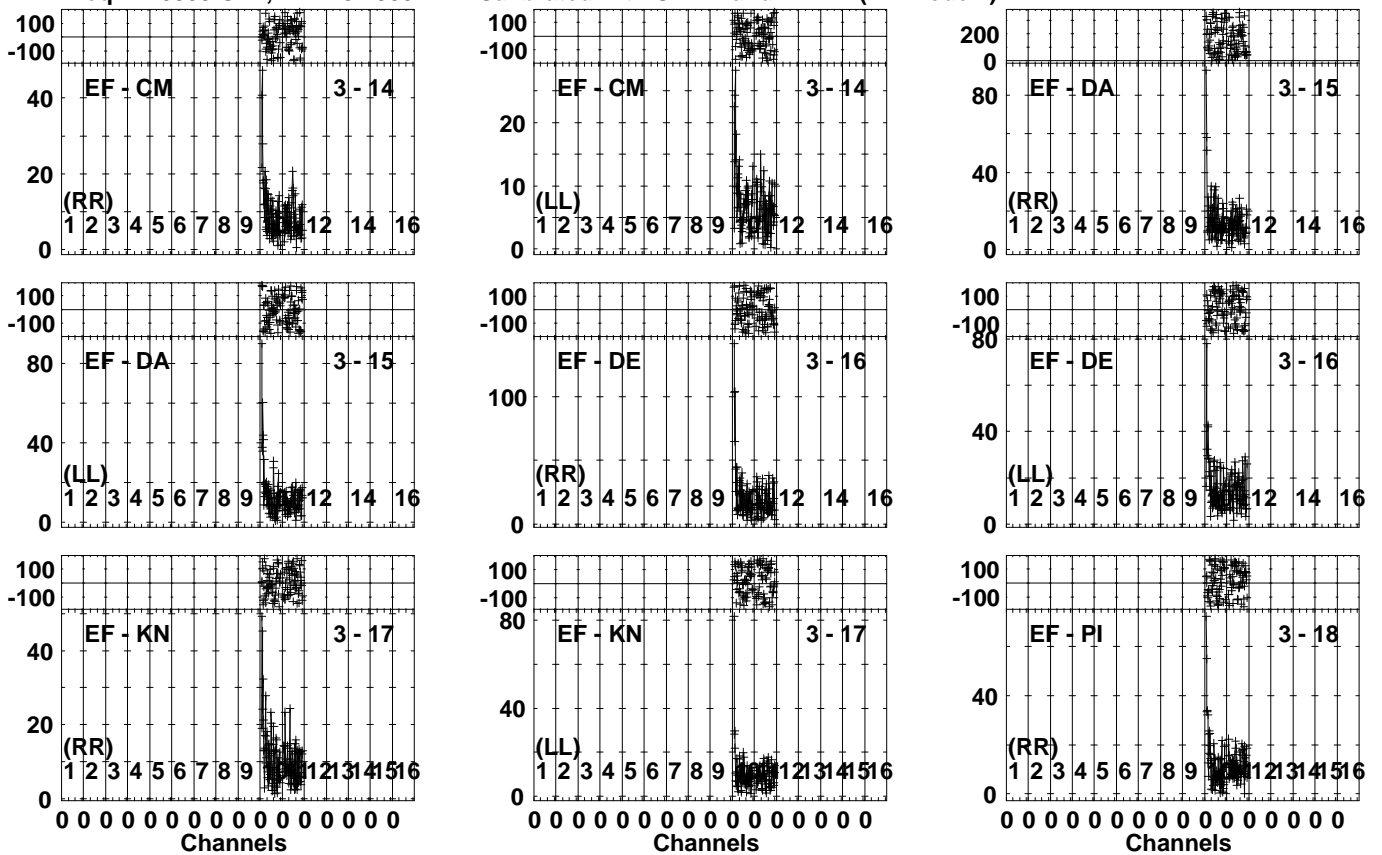 100 100 200
-100 -100 0
EF - CM 3 - 14 EF - CM 3 - 14 EF - DA 3 - 15
40 20 80
20 10 40
(RR) (LL) (RR)
1 2 3 4 5 6 7 8 9 12 14 16 1 2 3 4 5 6 7 8 9 12 14 16 1 2 3 4 5 6 7 8 9 12 14 16
0 0 0
100 100 100
-100 -100 -100
EF - DA 3 - 15 EF - DE 3 - 16 EF - DE 3 - 16
80 100 80
40 40
(LL) (RR) (LL)
1 2 3 4 5 6 7 8 9 12 14 16 1 2 3 4 5 6 7 8 9 12 14 16 1 2 3 4 5 6 7 8 9 12 14 16
0 0 0
100 100 100
-100 -100 -100
EF - KN 3 - 17 EF - KN 3 - 17 EF - PI 3 - 18
40 80 40
20 40
(RR) (LL) (RR)
1 2 3 4 5 6 7 8 9 12 13 14 15 16 1 2 3 4 5 6 7 8 9 12 13 14 15 16 1 2 3 4 5 6 7 8 9 12 13 14 15 16
0 0 0
0 0 0 0 0 0 0 0 0 0 0 0 0 0 0 0 0 0 0 0 0 0 0 0 0 0 0 0 0 0 0 0 0 0 0 0 0 0 0 0 0 0 0 0 0 0 0 0
Channels Channels Channels